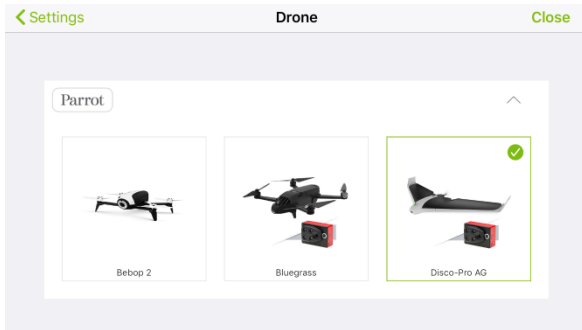 Settings
Drone
Close
Parrot
Bebop 2
Bluegrass
Disco-Pro AG